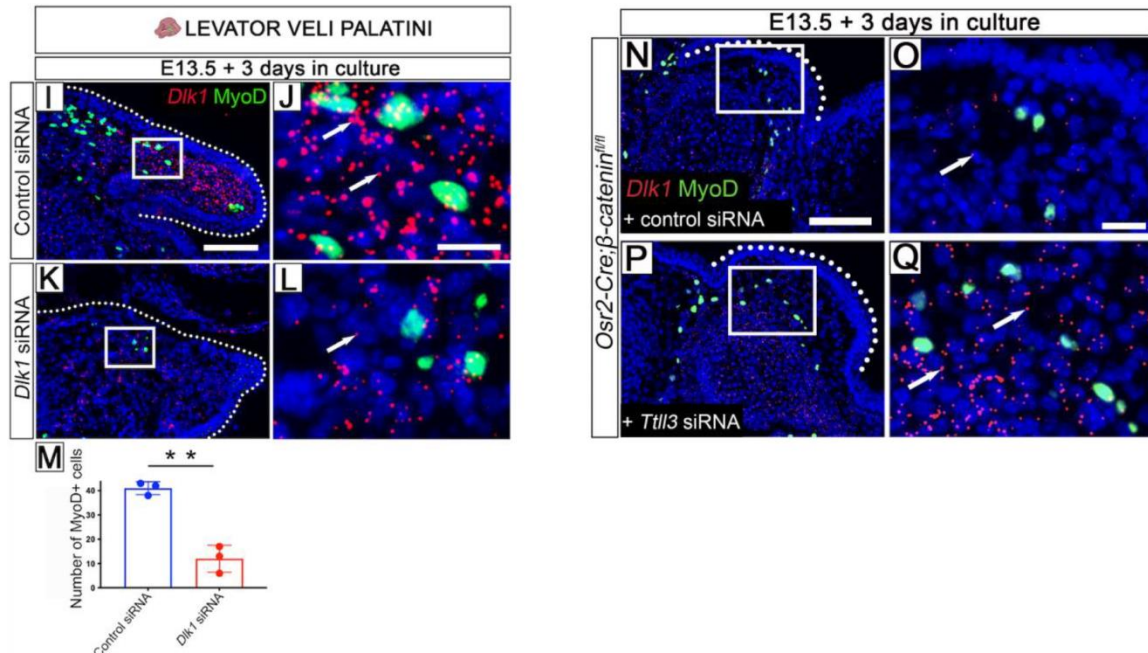 LEVATOR VELI PALATINI
E13.5 + 3 days in culture
Control siRNA
I
Dlk1 MyoD
J
Dlk1 siRNA
K
L
M
* *
Number of MyoD+ cells
40
30
20
10
0
Control siRNA
Dlk1 siRNA
E13.5 + 3 days in culture
Osr2-Cre;β-catenin^fl/fl
N
Dlk1 MyoD
+ control siRNA
O
P
+ Ttll3 siRNA
Q